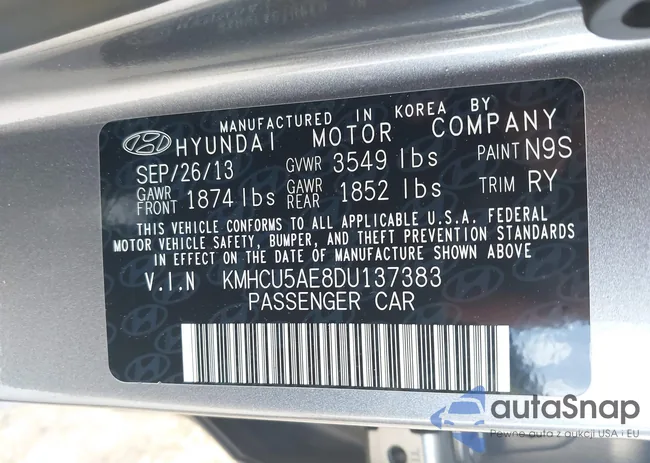 MANUFACTURED IN KOREA BY
HYUNDAI MOTOR COMPANY
SEP/26/13 GVWR 3549 lbs PAINT N9S
GAWR FRONT 1874 lbs GAWR REAR 1852 lbs TRIM RY
THIS VEHICLE CONFORMS TO ALL APPLICABLE U.S.A. FEDERAL
MOTOR VEHICLE SAFETY, BUMPER, AND THEFT PREVENTION STANDARDS
IN EFFECT ON THE DATE OF MANUFACTURE SHOWN ABOVE
V.I.N KMHCU5AE8DU137383
PASSENGER CAR
autaSnap
Pewne auta z aukcji USA i EU